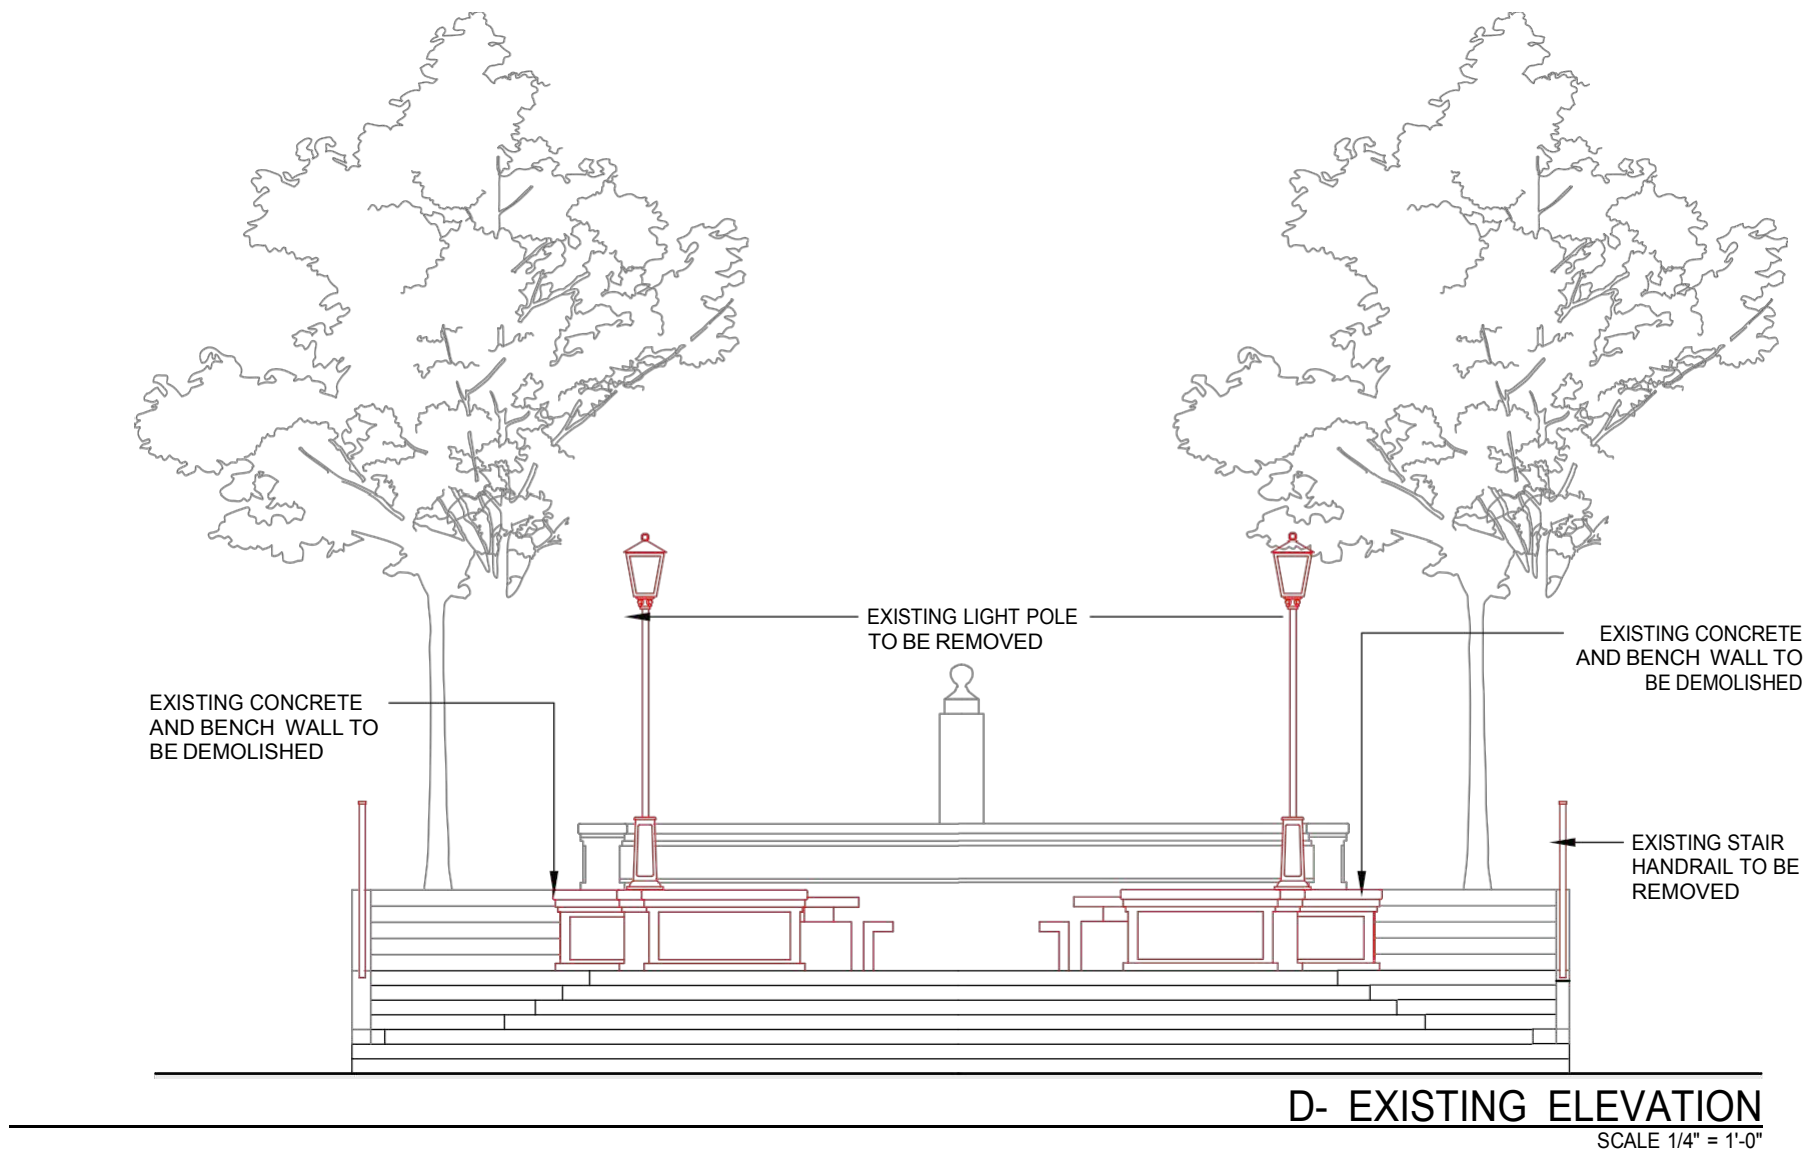 EXISTING LIGHT POLE
TO BE REMOVED
EXISTING CONCRETE
AND BENCH WALL TO
BE DEMOLISHED
EXISTING CONCRETE
AND BENCH WALL TO
BE DEMOLISHED
EXISTING STAIR
HANDRAIL TO BE
REMOVED
D- EXISTING ELEVATION
SCALE 1/4" = 1'-0"